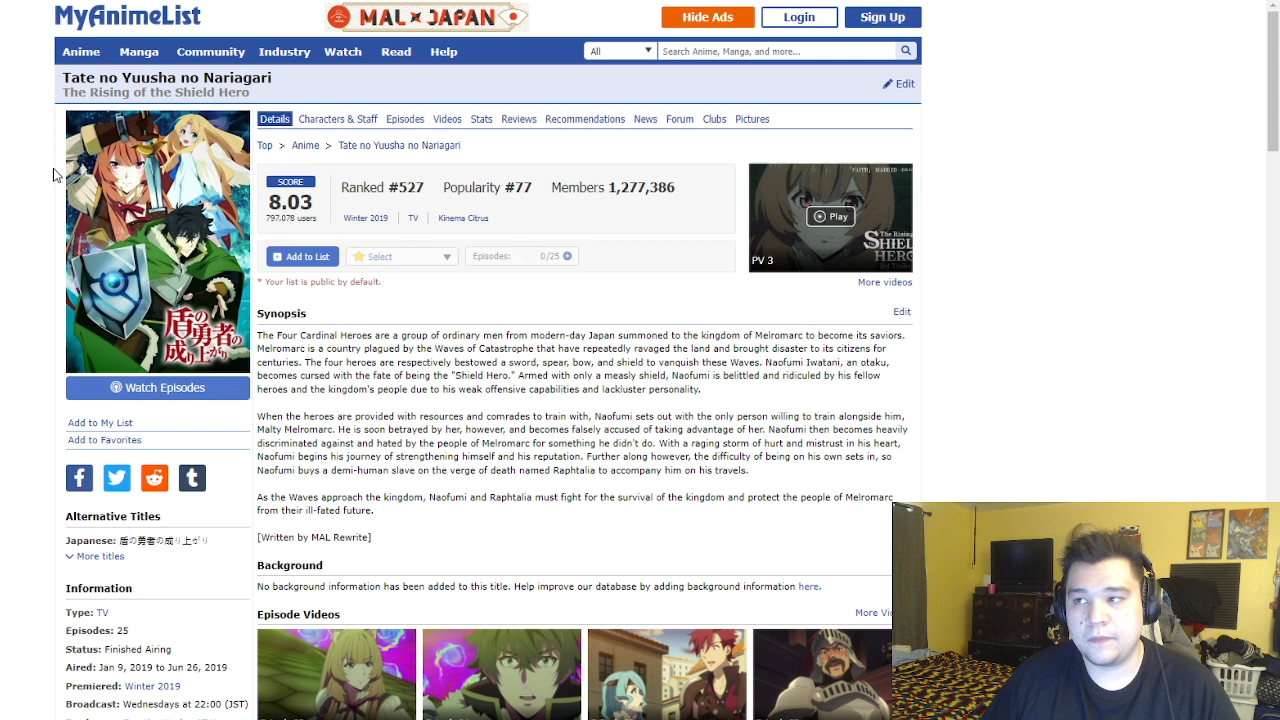 MyAnimeList
MAL × JAPAN
Hide Ads
Login
Sign Up
Anime
Manga
Community
Industry
Watch
Read
Help
All
Search Anime, Manga, and more...
Tate no Yuusha no Nariagari
The Rising of the Shield Hero
Edit
Details
Characters & Staff
Episodes
Videos
Stats
Reviews
Recommendations
News
Forum
Clubs
Pictures
Top > Anime > Tate no Yuusha no Nariagari
SCORE
8.03
797,078 users
Ranked #527
Popularity #77
Members 1,277,386
Winter 2019
TV
Kinema Citrus
Play
The Rising
SHIELD
HERO
PV 3
Add to List
Select
Episodes: 0/25
* Your list is public by default.
More videos
盾の
勇者の
成り上がり
Synopsis
Edit
The Four Cardinal Heroes are a group of ordinary men from modern-day Japan summoned to the kingdom of Melromarc to become its saviors.
Melromarc is a country plagued by the Waves of Catastrophe that have repeatedly ravaged the land and brought disaster to its citizens for
centuries. The four heroes are respectively bestowed a sword, spear, bow, and shield to vanquish these Waves. Naofumi Iwatani, an otaku,
becomes cursed with the fate of being the "Shield Hero." Armed with only a measly shield, Naofumi is belittled and ridiculed by his fellow
heroes and the kingdom's people due to his weak offensive capabilities and lackluster personality.
When the heroes are provided with resources and comrades to train with, Naofumi sets out with the only person willing to train alongside him,
Malty Melromarc. He is soon betrayed by her, however, and becomes falsely accused of taking advantage of her. Naofumi then becomes heavily
discriminated against and hated by the people of Melromarc for something he didn't do. With a raging storm of hurt and mistrust in his heart,
Naofumi begins his journey of strengthening himself and his reputation. Further along however, the difficulty of being on his own sets in, so
Naofumi buys a demi-human slave on the verge of death named Raphtalia to accompany him on his travels.
As the Waves approach the kingdom, Naofumi and Raphtalia must fight for the survival of the kingdom and protect the people of Melromarc
from their ill-fated future.
[Written by MAL Rewrite]
Background
No background information has been added to this title. Help improve our database by adding background information here.
Episode Videos
More Vi
Watch Episodes
Add to My List
Add to Favorites
Alternative Titles
Japanese: 盾の勇者の成り上がり
More titles
Information
Type: TV
Episodes: 25
Status: Finished Airing
Aired: Jan 9, 2019 to Jun 26, 2019
Premiered: Winter 2019
Broadcast: Wednesdays at 22:00 (JST)